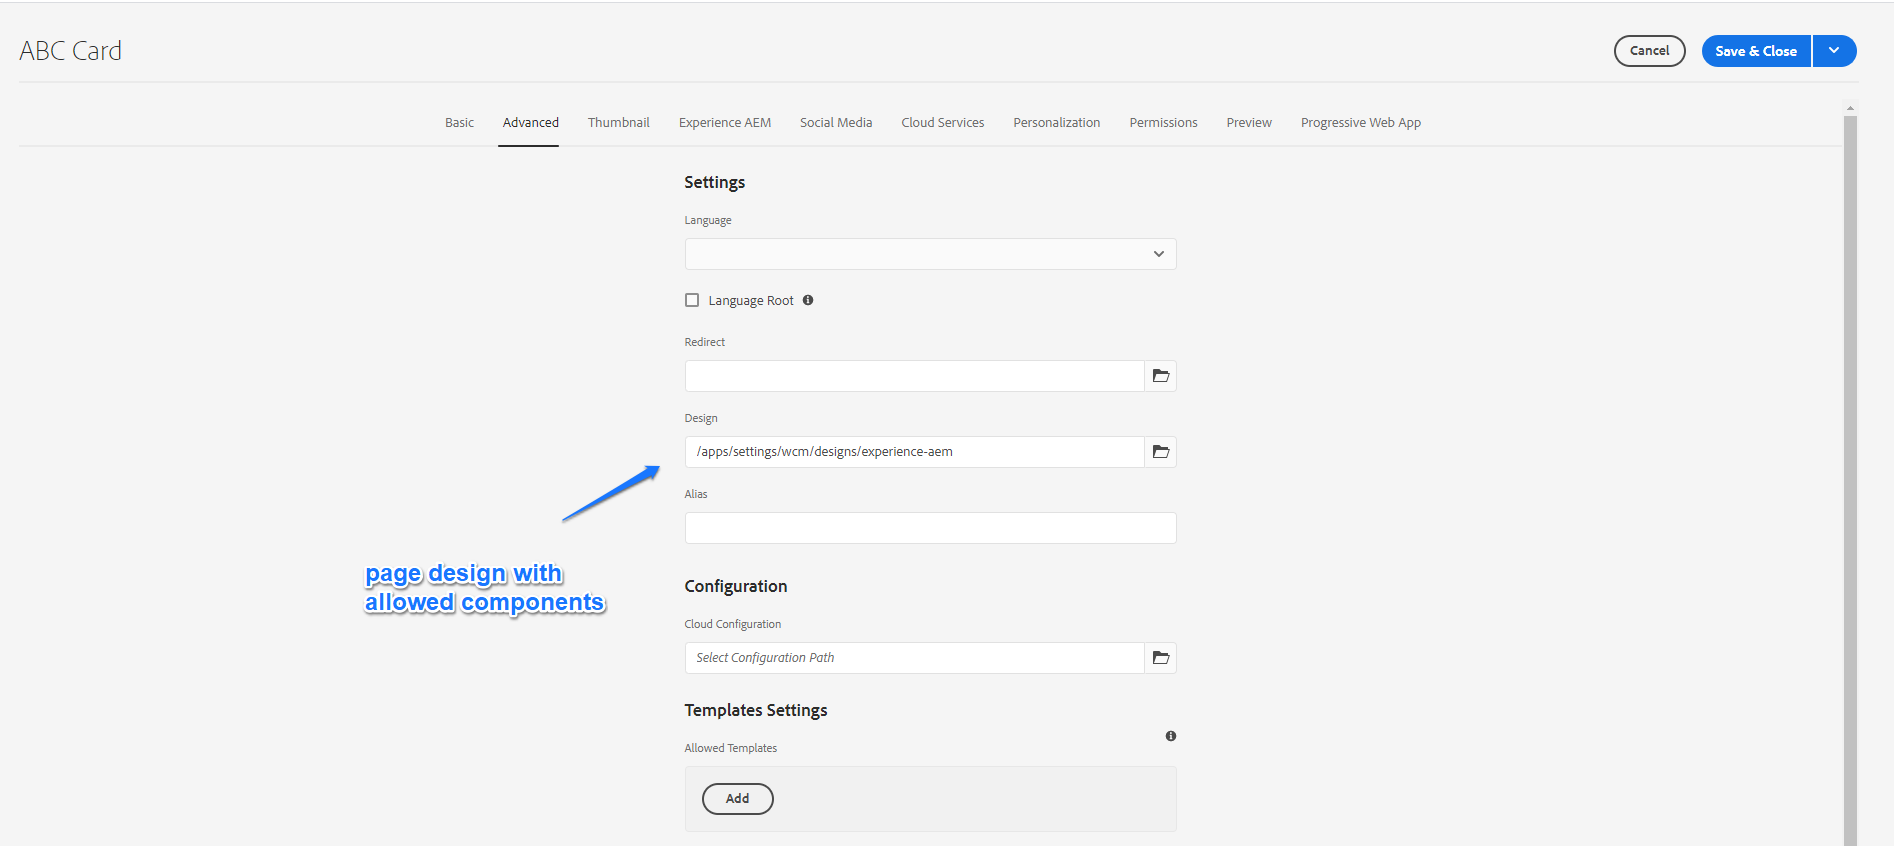 ABC Card
Cancel
Save & Close
Basic Advanced Thumbnail Experience AEM Social Media Cloud Services Personalization Permissions Preview Progressive Web App
Settings
Language
Language Root
Redirect
Design
/apps/settings/wcm/designs/experience-aem
Alias
page design with
allowed components
Configuration
Cloud Configuration
Select Configuration Path
Templates Settings
Allowed Templates
Add